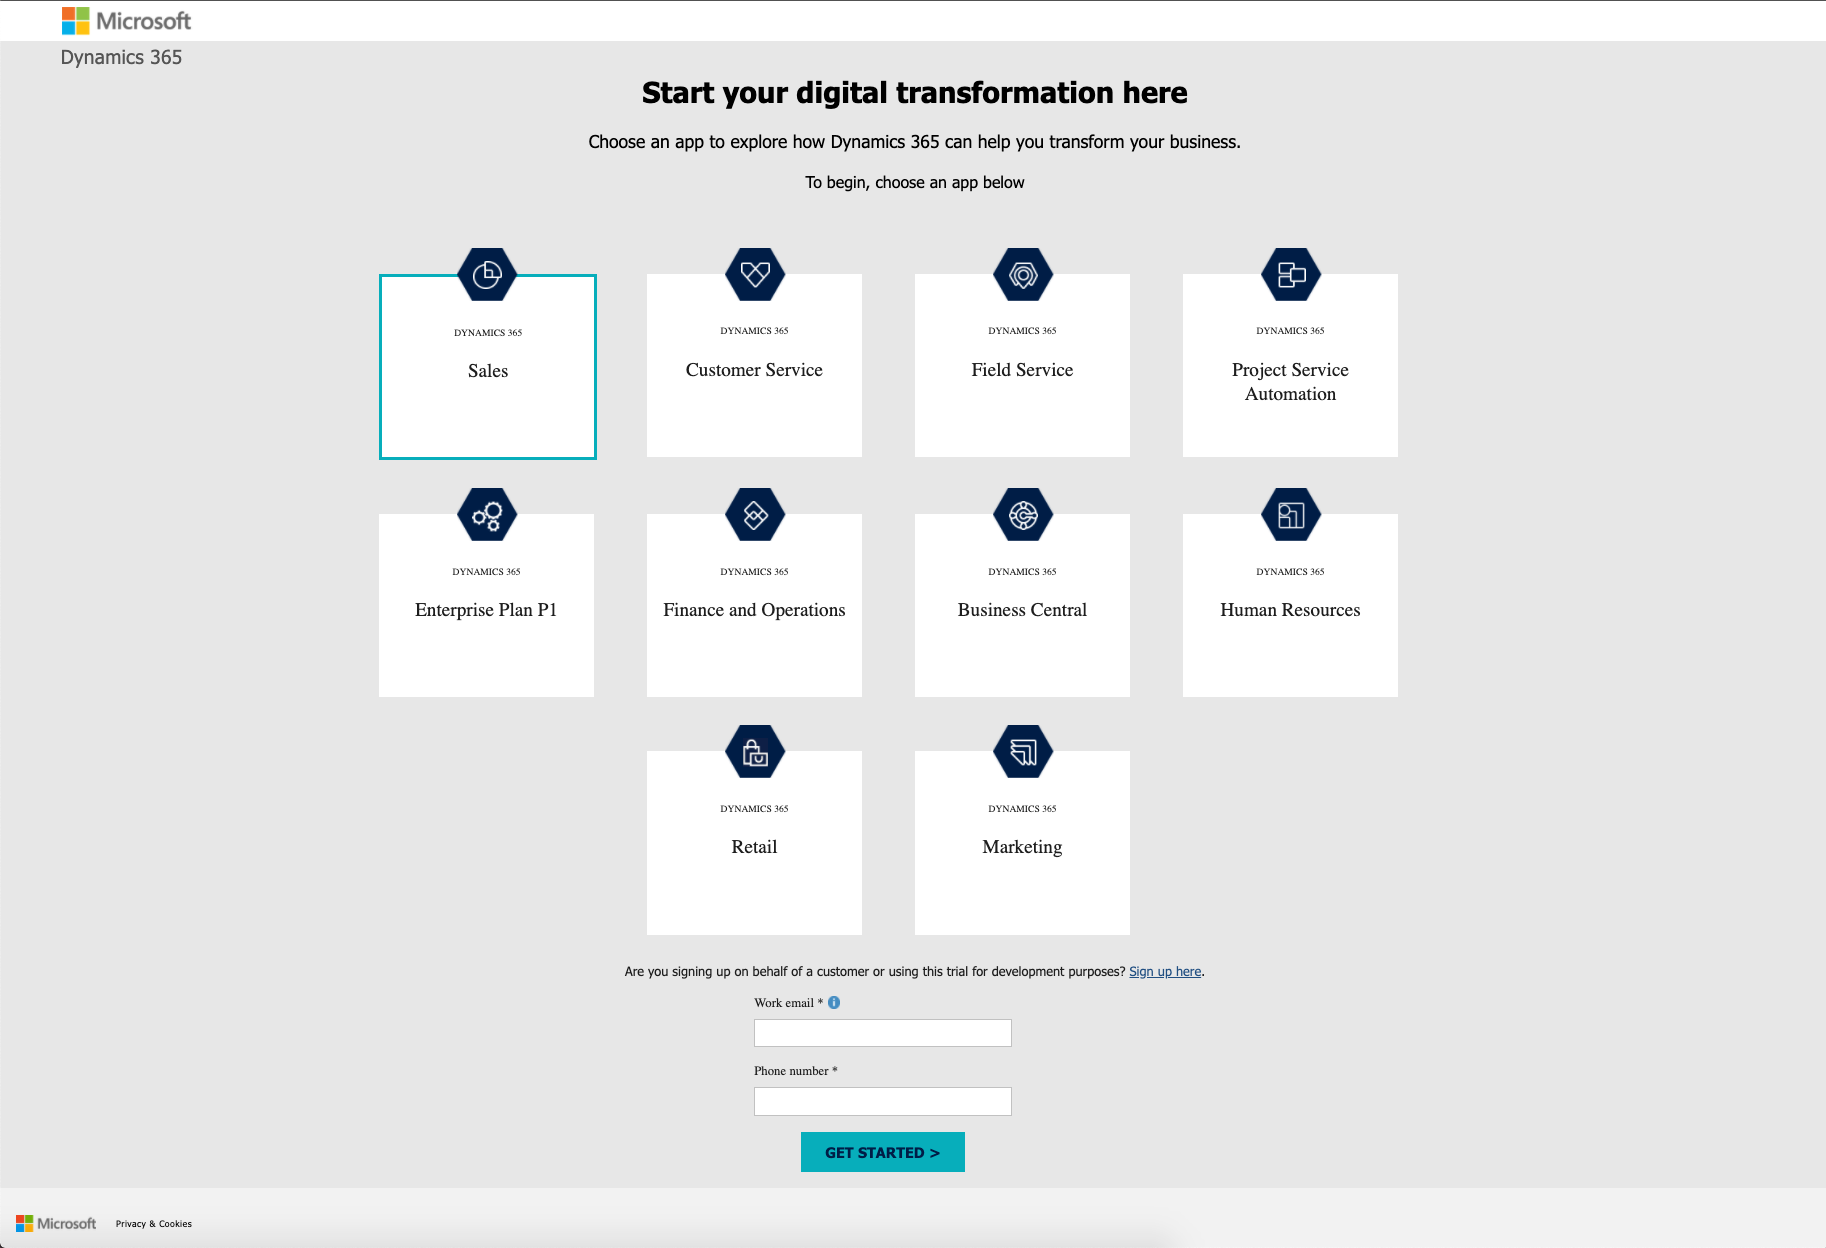 Microsoft
Dynamics 365
Start your digital transformation here
Choose an app to explore how Dynamics 365 can help you transform your business.
To begin, choose an app below
DYNAMICS 365
Sales
DYNAMICS 365
Customer Service
DYNAMICS 365
Field Service
DYNAMICS 365
Project Service
Automation
DYNAMICS 365
Enterprise Plan P1
DYNAMICS 365
Finance and Operations
DYNAMICS 365
Business Central
DYNAMICS 365
Human Resources
DYNAMICS 365
Retail
DYNAMICS 365
Marketing
Are you signing up on behalf of a customer or using this trial for development purposes? Sign up here.
Work email *
Phone number *
GET STARTED >
Microsoft
Privacy & Cookies